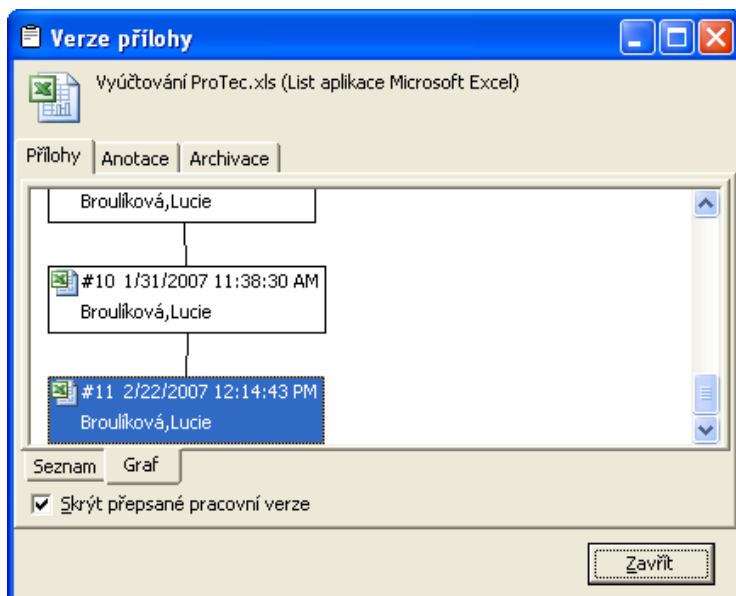 Verze přílohy
Vyúčtování ProTec.xls (List aplikace Microsoft Excel)
Přílohy Anotace Archivace
Broulíková,Lucie
#10 1/31/2007 11:38:30 AM
Broulíková,Lucie
#11 2/22/2007 12:14:43 PM
Broulíková,Lucie
Seznam Graf
Skrýt přepsané pracovní verze
Zavřít